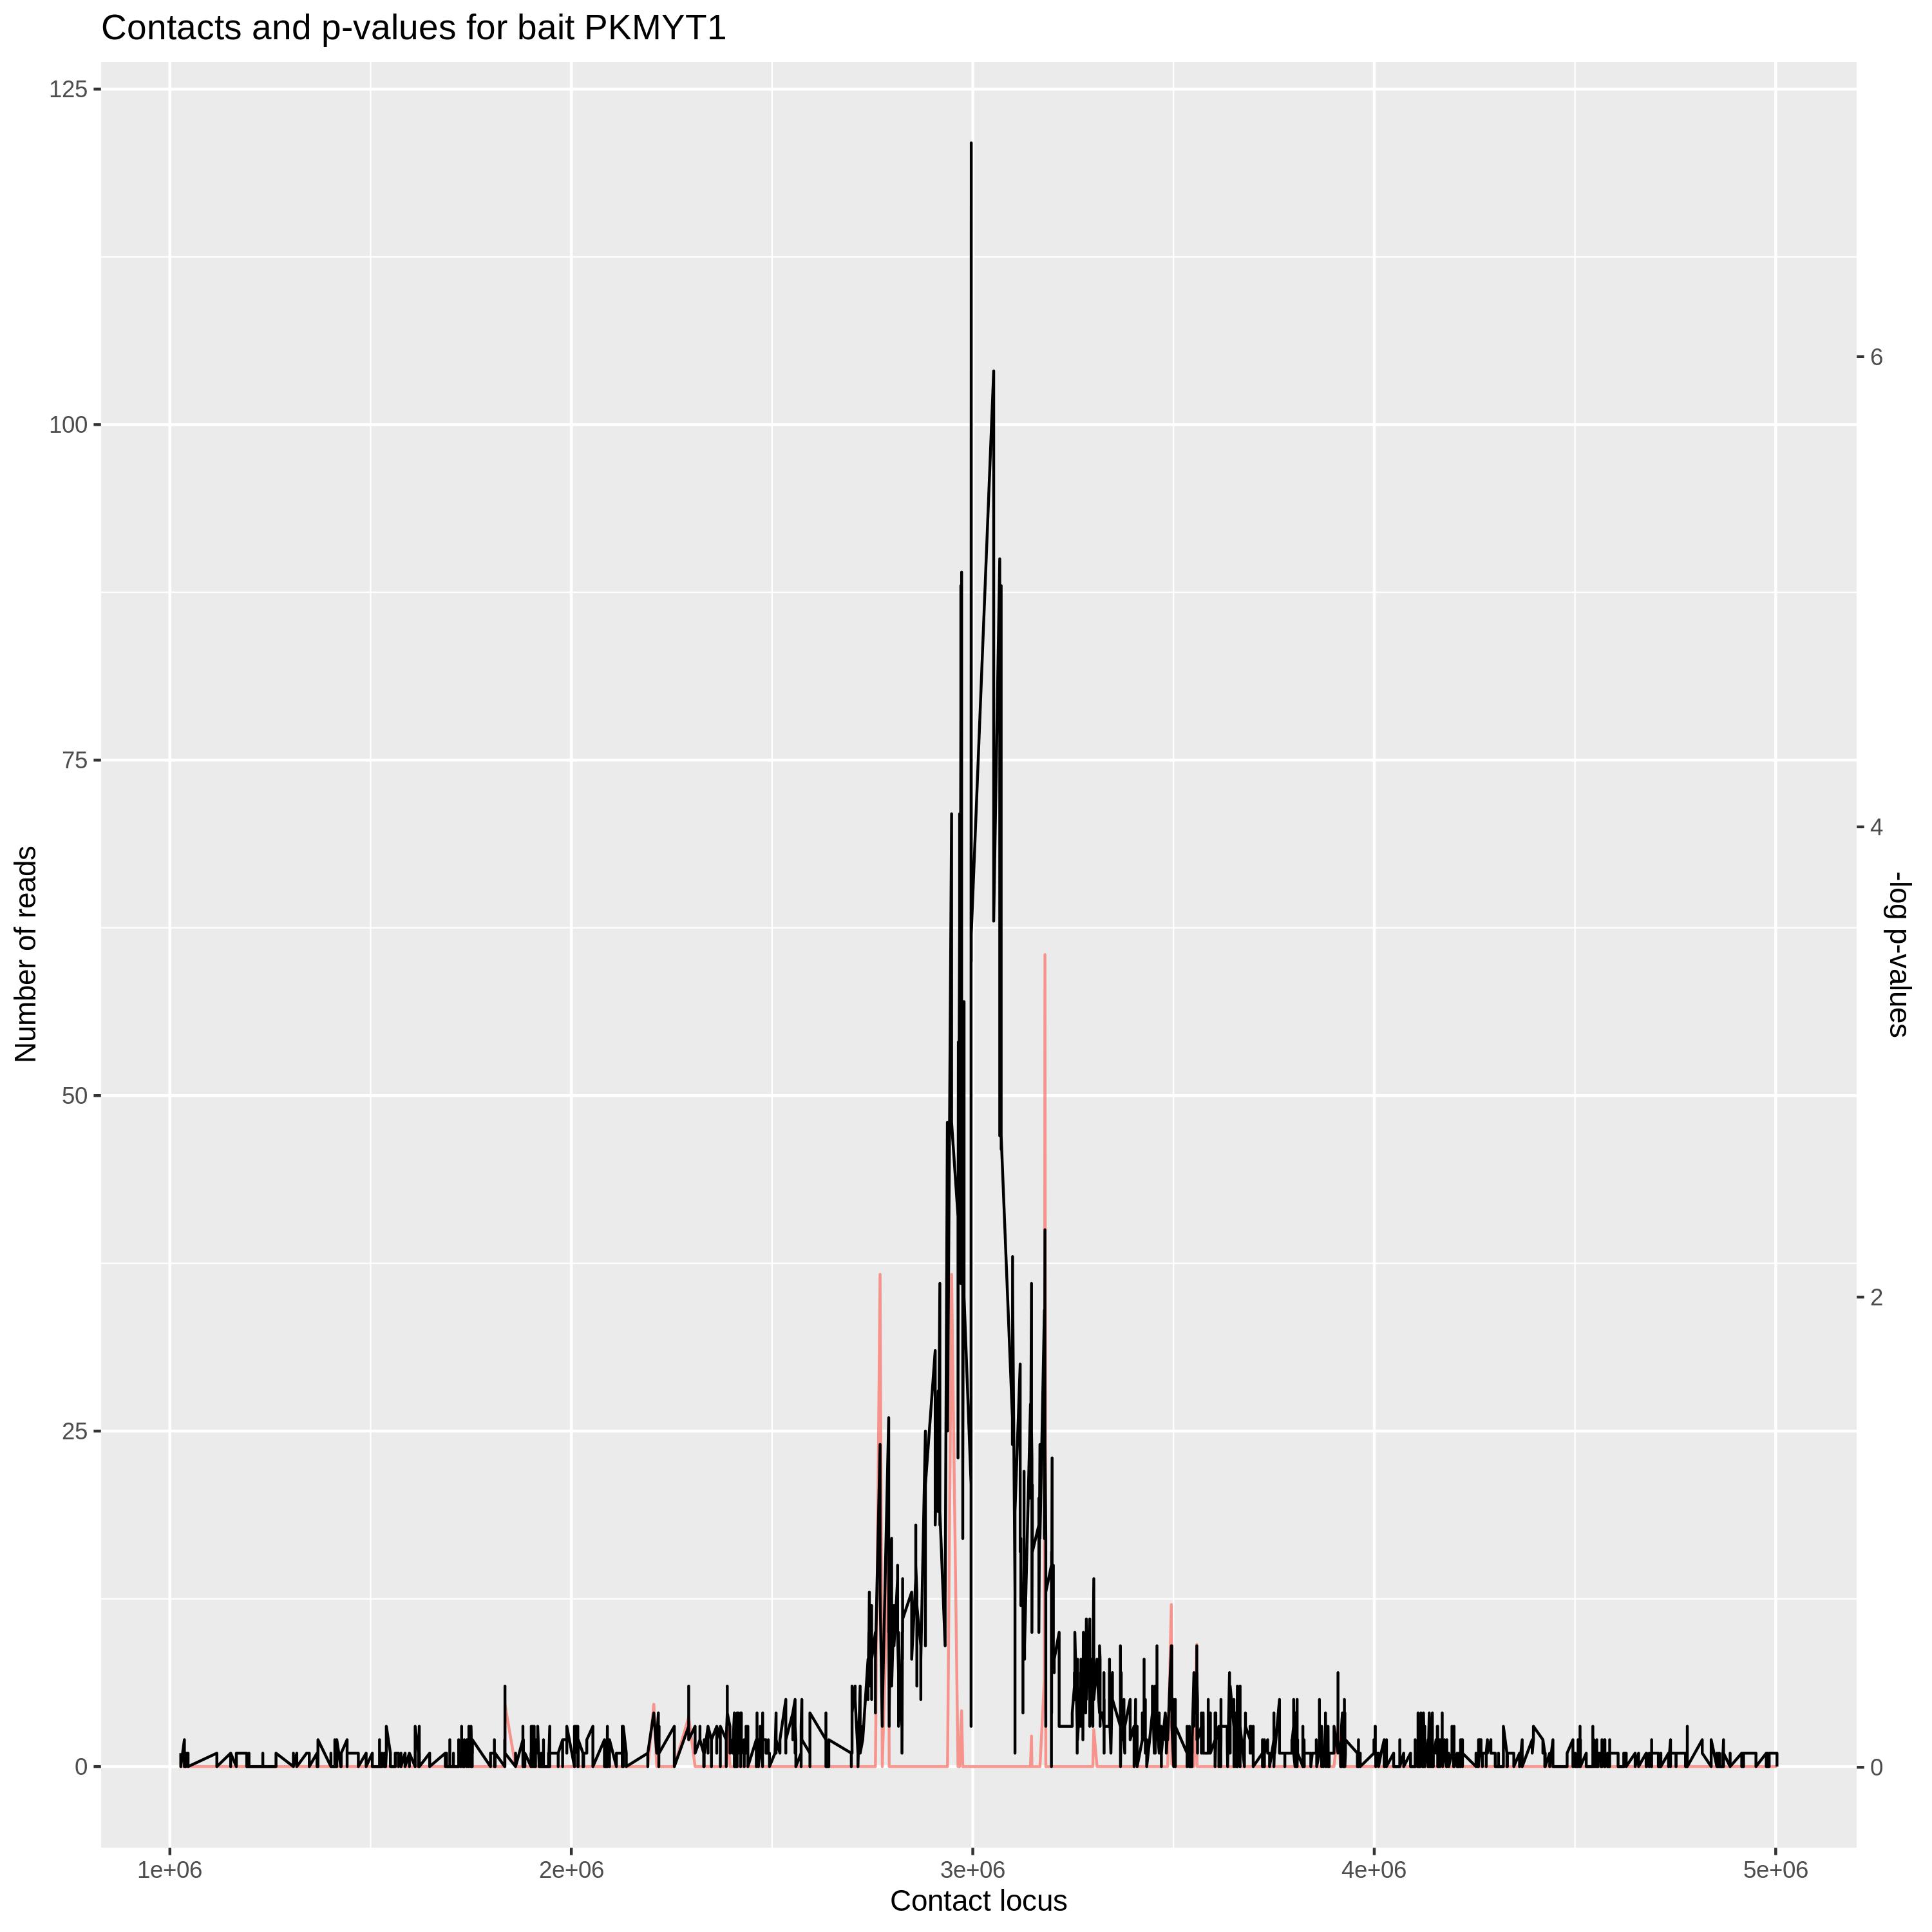 Contacts and p-values for bait PKMYT1
125
100
75
50
25
0
Number of reads
6
4
2
0
-log p-values
1e+06 2e+06 3e+06 4e+06 5e+06
Contact locus